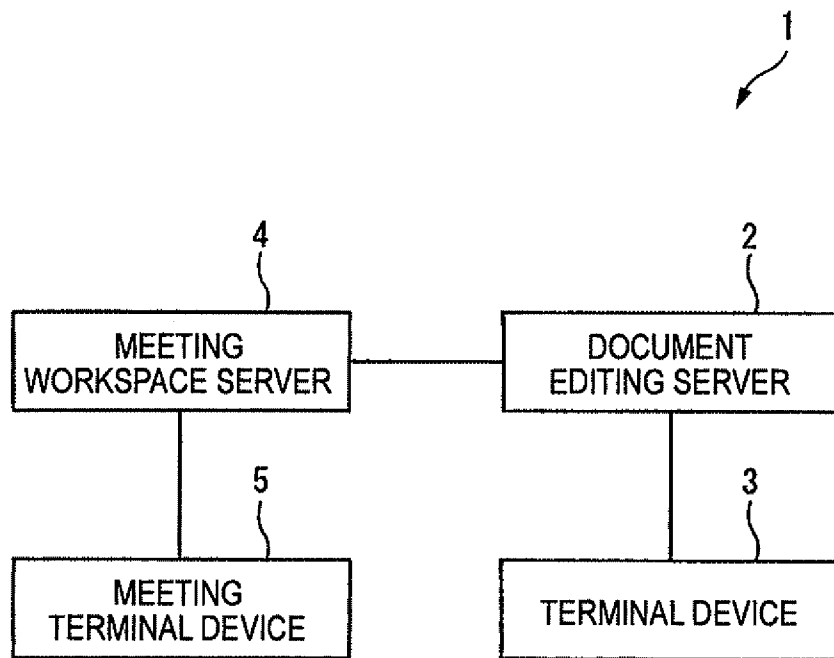 1
4
2
MEETING
WORKSPACE SERVER
DOCUMENT
EDITING SERVER
5
3
MEETING
TERMINAL DEVICE
TERMINAL DEVICE